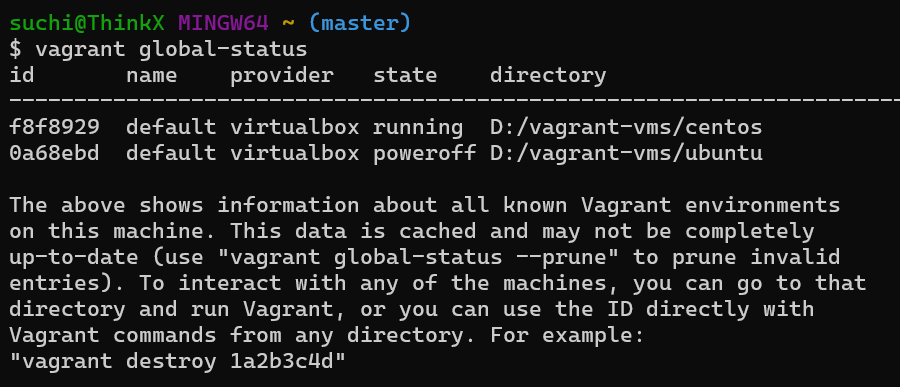 suchi@ThinkX MINGW64 ~ (master)
$ vagrant global-status
id       name    provider   state    directory
------------------------------------------------------------------------
f8f8929  default virtualbox running  D:/vagrant-vms/centos
0a68ebd  default virtualbox poweroff D:/vagrant-vms/ubuntu

The above shows information about all known Vagrant environments
on this machine. This data is cached and may not be completely
up-to-date (use "vagrant global-status --prune" to prune invalid
entries). To interact with any of the machines, you can go to that
directory and run Vagrant, or you can use the ID directly with
Vagrant commands from any directory. For example:
"vagrant destroy 1a2b3c4d"